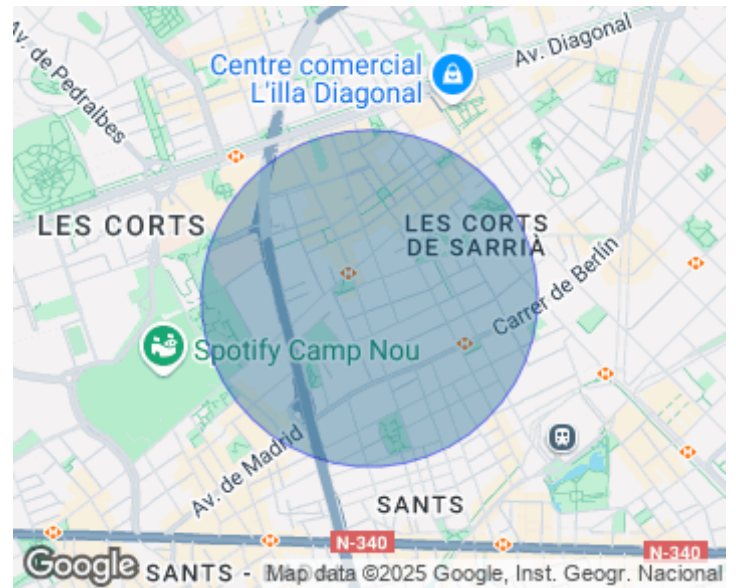 Av. de Pedralbes
Centre comercial
L'illa Diagonal
Av. Diagonal
LES CORTS
LES CORTS
DE SARRIÀ
Carrer de Berlín
Spotify Camp Nou
Av. de Madrid
SANTS
N-340
N-340
Google
SANTS -
Map data ©2025 Google, Inst. Geogr. Nacional